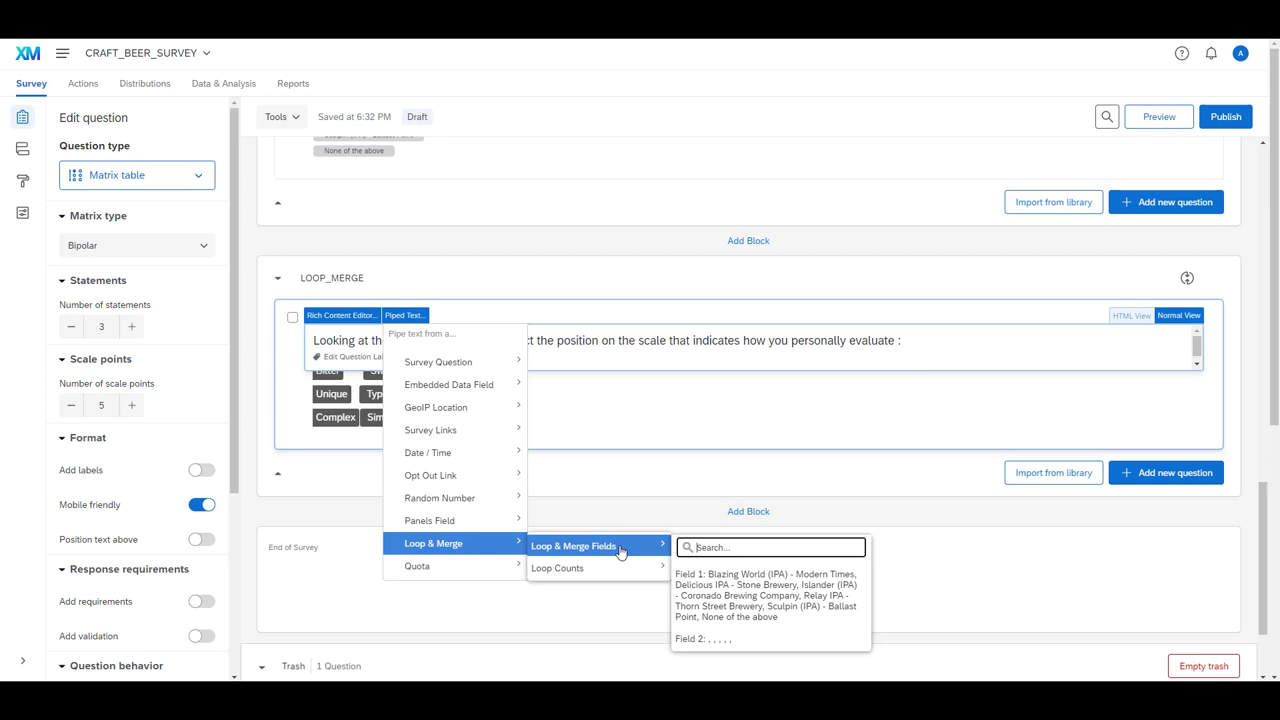 XM
CRAFT_BEER_SURVEY
A
Survey
Actions
Distributions
Data & Analysis
Reports
Edit question
Question type
Matrix table
Matrix type
Bipolar
Statements
Number of statements
3
Scale points
Number of scale points
5
Format
Add labels
Mobile friendly
Position text above
Response requirements
Add requirements
Add validation
Question behavior
Tools
Saved at 6:32 PM
Draft
Preview
Publish
None of the above
Import from library
Add new question
Add Block
LOOP_MERGE
Rich Content Editor...
Piped Text...
HTML View
Normal View
Looking at th
ct the position on the scale that indicates how you personally evaluate :
Edit Question La
Bitter
Sw
Unique
Typ
Complex
Sim
Pipe text from a...
Survey Question
Embedded Data Field
GeoIP Location
Survey Links
Date / Time
Opt Out Link
Random Number
Panels Field
Loop & Merge
Quota
Loop & Merge Fields
Loop Counts
Search...
Field 1: Blazing World (IPA) - Modern Times,
Delicious IPA - Stone Brewery, Islander (IPA)
- Coronado Brewing Company, Relay IPA -
Thorn Street Brewery, Sculpin (IPA) - Ballast
Point, None of the above
Field 2: , , , , ,
Import from library
Add new question
Add Block
End of Survey
Trash
1 Question
Empty trash